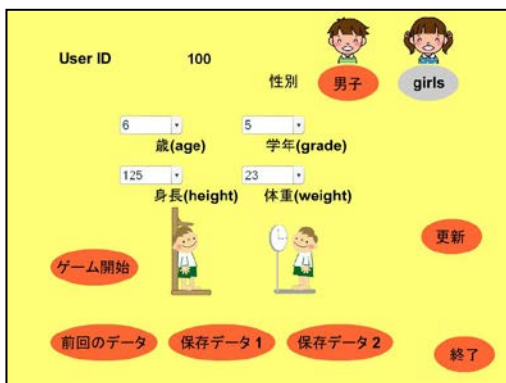 User ID 100
性別 男子 girls
6 5
歳(age) 学年(grade)
125 23
身長(height) 体重(weight)
更新
ゲーム開始
前回のデータ 保存データ 1 保存データ 2
終了